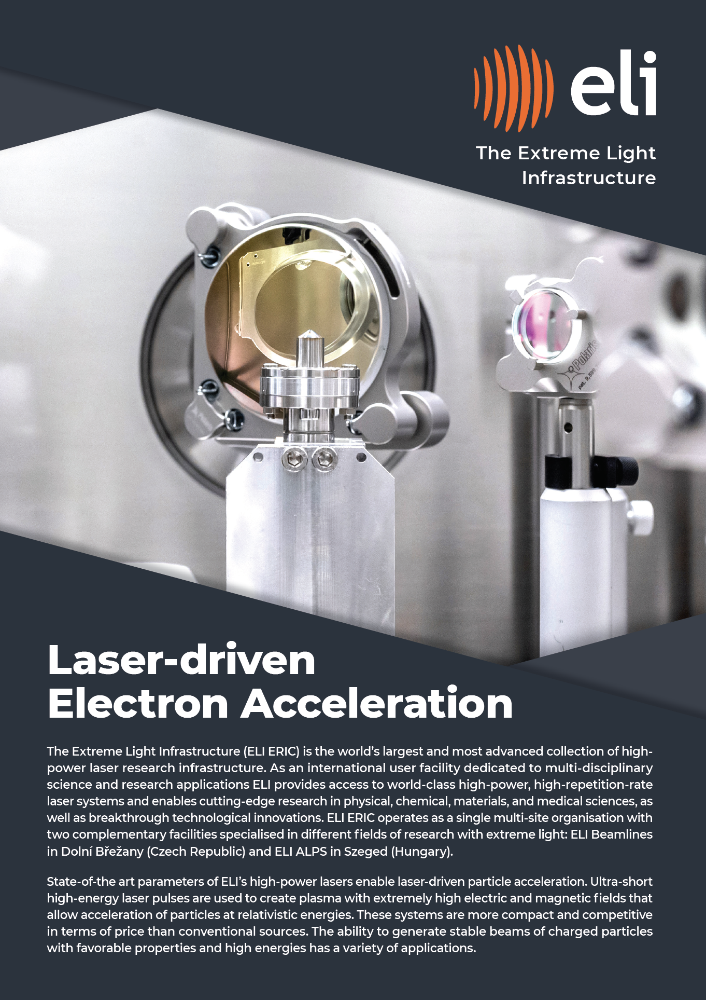 eli
The Extreme Light
Infrastructure
Polaris
pat. 9,599,
Laser-driven
Electron Acceleration
The Extreme Light Infrastructure (ELI ERIC) is the world's largest and most advanced collection of high-
power laser research infrastructure. As an international user facility dedicated to multi-disciplinary
science and research applications ELI provides access to world-class high-power, high-repetition-rate
laser systems and enables cutting-edge research in physical, chemical, materials, and medical sciences, as
well as breakthrough technological innovations. ELI ERIC operates as a single multi-site organisation with
two complementary facilities specialised in different fields of research with extreme light: ELI Beamlines
in Dolní Břežany (Czech Republic) and ELI ALPS in Szeged (Hungary).
State-of-the art parameters of ELI's high-power lasers enable laser-driven particle acceleration. Ultra-short
high-energy laser pulses are used to create plasma with extremely high electric and magnetic fields that
allow acceleration of particles at relativistic energies. These systems are more compact and competitive
in terms of price than conventional sources. The ability to generate stable beams of charged particles
with favorable properties and high energies has a variety of applications.